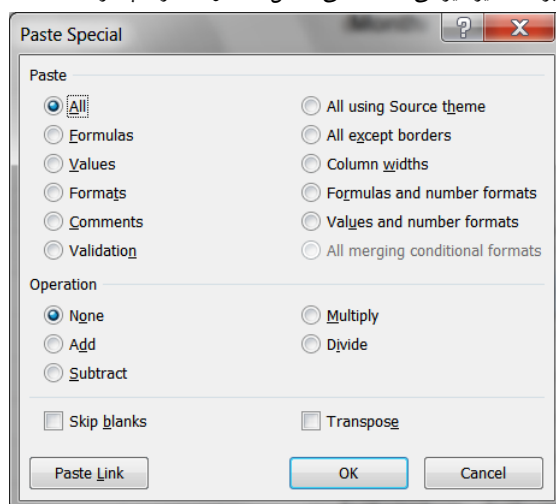 Paste Special
Paste
All
All using Source theme
Formulas
All except borders
Values
Column widths
Formats
Formulas and number formats
Comments
Values and number formats
Validation
All merging conditional formats
Operation
None
Multiply
Add
Divide
Subtract
Skip blanks
Transpose
Paste Link
OK
Cancel